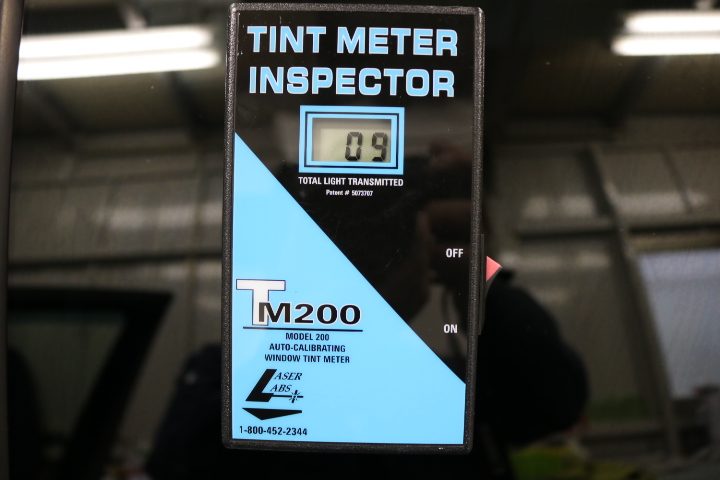 TINT METER
INSPECTOR
09
TOTAL LIGHT TRANSMITTED
Patent # 5073707
OFF
TM200
ON
MODEL 200
AUTO-CALIBRATING
WINDOW TINT METER
LASER
LABS
1-800-452-2344